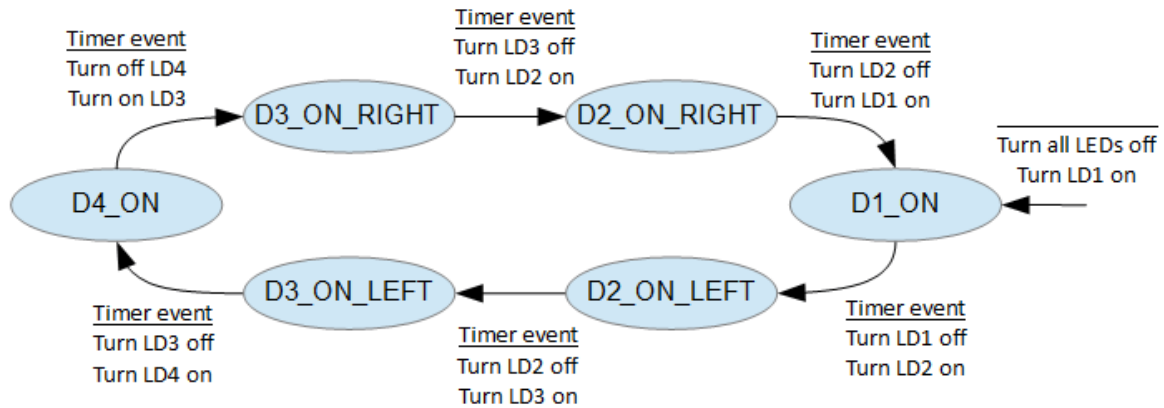 Timer event
Turn off LD4
Turn on LD3
Timer event
Turn LD3 off
Turn LD2 on
Timer event
Turn LD2 off
Turn LD1 on
D3_ON_RIGHT
D2_ON_RIGHT
Turn all LEDs off
Turn LD1 on
D4_ON
D1_ON
D3_ON_LEFT
D2_ON_LEFT
Timer event
Turn LD3 off
Turn LD4 on
Timer event
Turn LD2 off
Turn LD3 on
Timer event
Turn LD1 off
Turn LD2 on